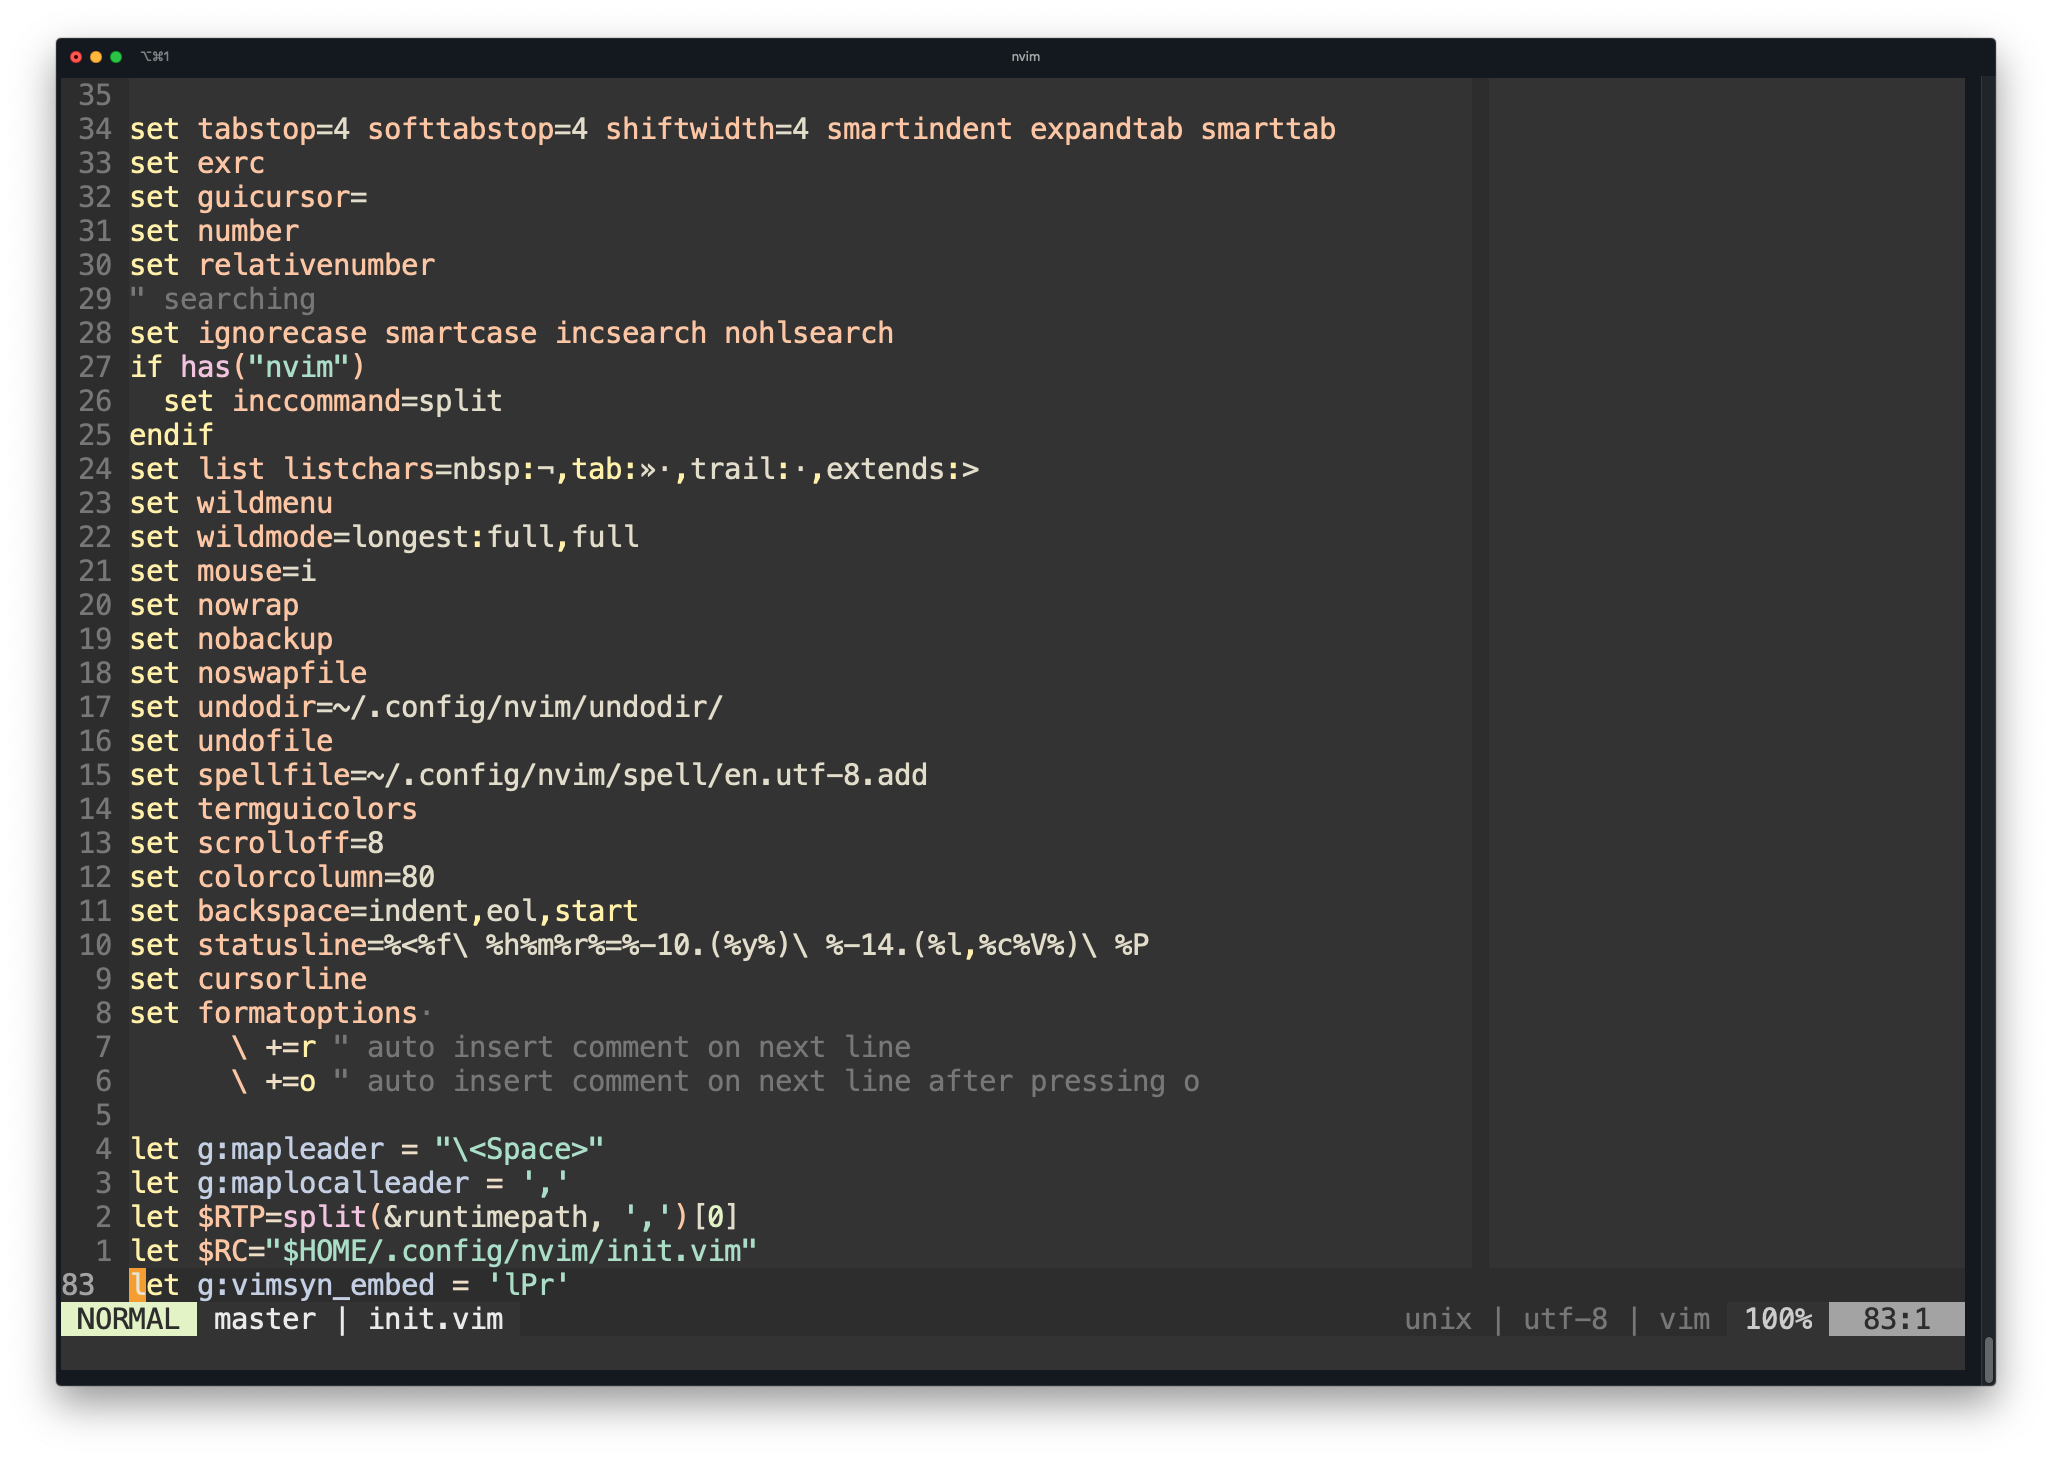 ⌥⌘1 nvim
35
34 set tabstop=4 softtabstop=4 shiftwidth=4 smartindent expandtab smarttab
33 set exrc
32 set guicursor=
31 set number
30 set relativenumber
29 " searching
28 set ignorecase smartcase incsearch nohlsearch
27 if has("nvim")
26   set inccommand=split
25 endif
24 set list listchars=nbsp:¬,tab:»·,trail:·,extends:>
23 set wildmenu
22 set wildmode=longest:full,full
21 set mouse=i
20 set nowrap
19 set nobackup
18 set noswapfile
17 set undodir=~/.config/nvim/undodir/
16 set undofile
15 set spellfile=~/.config/nvim/spell/en.utf-8.add
14 set termguicolors
13 set scrolloff=8
12 set colorcolumn=80
11 set backspace=indent,eol,start
10 set statusline=%<%f\ %h%m%r%=%-10.(%y%)\ %-14.(%l,%c%V%)\ %P
9 set cursorline
8 set formatoptions·
7       \ +=r " auto insert comment on next line
6       \ +=o " auto insert comment on next line after pressing o
5
4 let g:mapleader = "\<Space>"
3 let g:maplocalleader = ','
2 let $RTP=split(&runtimepath, ',')[0]
1 let $RC="$HOME/.config/nvim/init.vim"
83 let g:vimsyn_embed = 'lPr'
NORMAL master | init.vim unix | utf-8 | vim 100% 83:1